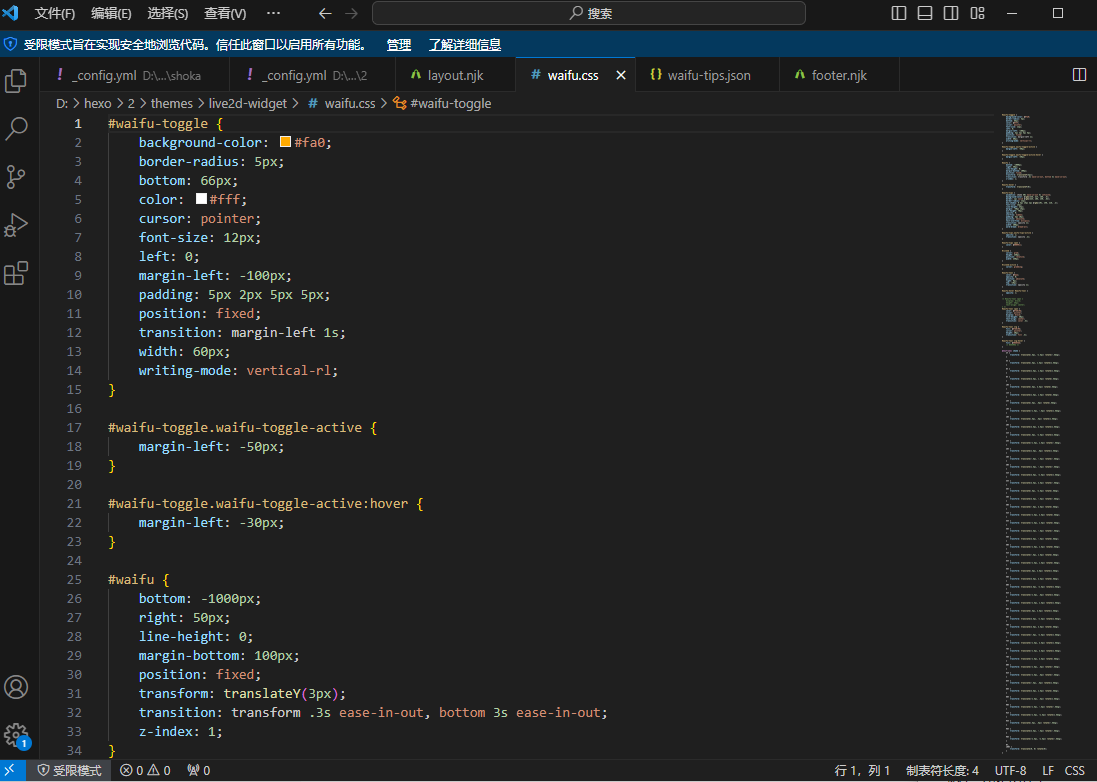 文件(F) 编辑(E) 选择(S) 查看(V) ··· 搜索
受限模式旨在实现安全地浏览代码。信任此窗口以启用所有功能。 管理 了解详细信息
! _config.yml D:\...\shoka ! _config.yml D:\...\2 layout.njk # waifu.css {} waifu-tips.json footer.njk
D: > hexo > 2 > themes > live2d-widget > # waifu.css > #waifu-toggle
1 #waifu-toggle {
2 background-color: #fa0;
3 border-radius: 5px;
4 bottom: 66px;
5 color: #fff;
6 cursor: pointer;
7 font-size: 12px;
8 left: 0;
9 margin-left: -100px;
10 padding: 5px 2px 5px 5px;
11 position: fixed;
12 transition: margin-left 1s;
13 width: 60px;
14 writing-mode: vertical-rl;
15 }
16
17 #waifu-toggle.waifu-toggle-active {
18 margin-left: -50px;
19 }
20
21 #waifu-toggle.waifu-toggle-active:hover {
22 margin-left: -30px;
23 }
24
25 #waifu {
26 bottom: -1000px;
27 right: 50px;
28 line-height: 0;
29 margin-bottom: 100px;
30 position: fixed;
31 transform: translateY(3px);
32 transition: transform .3s ease-in-out, bottom 3s ease-in-out;
33 z-index: 1;
34 }
1
受限模式 0 0 0 行 1，列 1 制表符长度: 4 UTF-8 LF CSS